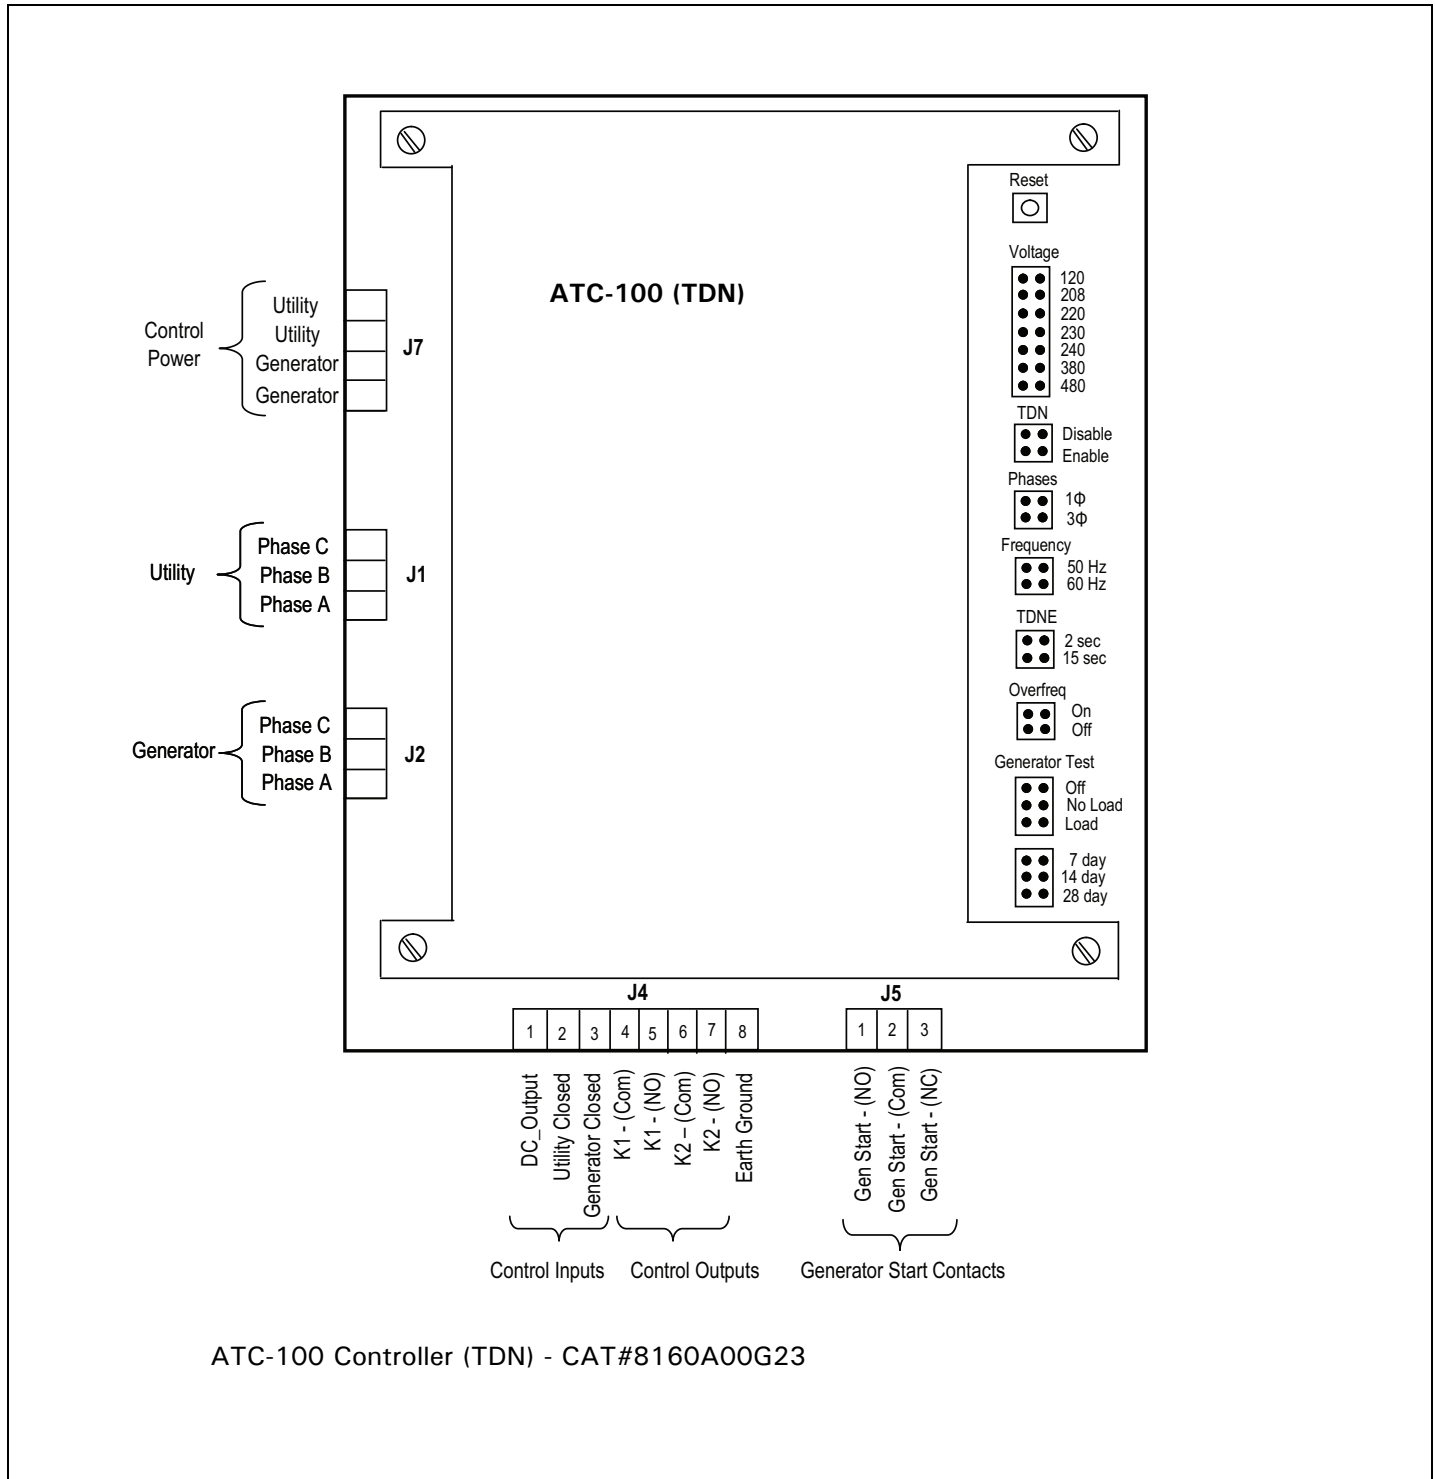 ATC-100 (TDN)
Control
Power
Utility
Utility
Generator
Generator
J7
Utility
Phase C
Phase B
Phase A
J1
Generator
Phase C
Phase B
Phase A
J2
Reset
Voltage
120
208
220
230
240
380
480
TDN
Disable
Enable
Phases
1Φ
3Φ
Frequency
50 Hz
60 Hz
TDNE
2 sec
15 sec
Overfreq
On
Off
Generator Test
Off
No Load
Load
7 day
14 day
28 day
J4
1 2 3 4 5 6 7 8
DC_Output
Utility Closed
Generator Closed
K1 - (Com)
K1 - (NO)
K2 – (Com)
K2 - (NO)
Earth Ground
Control Inputs
Control Outputs
J5
1 2 3
Gen Start - (NO)
Gen Start - (Com)
Gen Start - (NC)
Generator Start Contacts
ATC-100 Controller (TDN) - CAT#8160A00G23